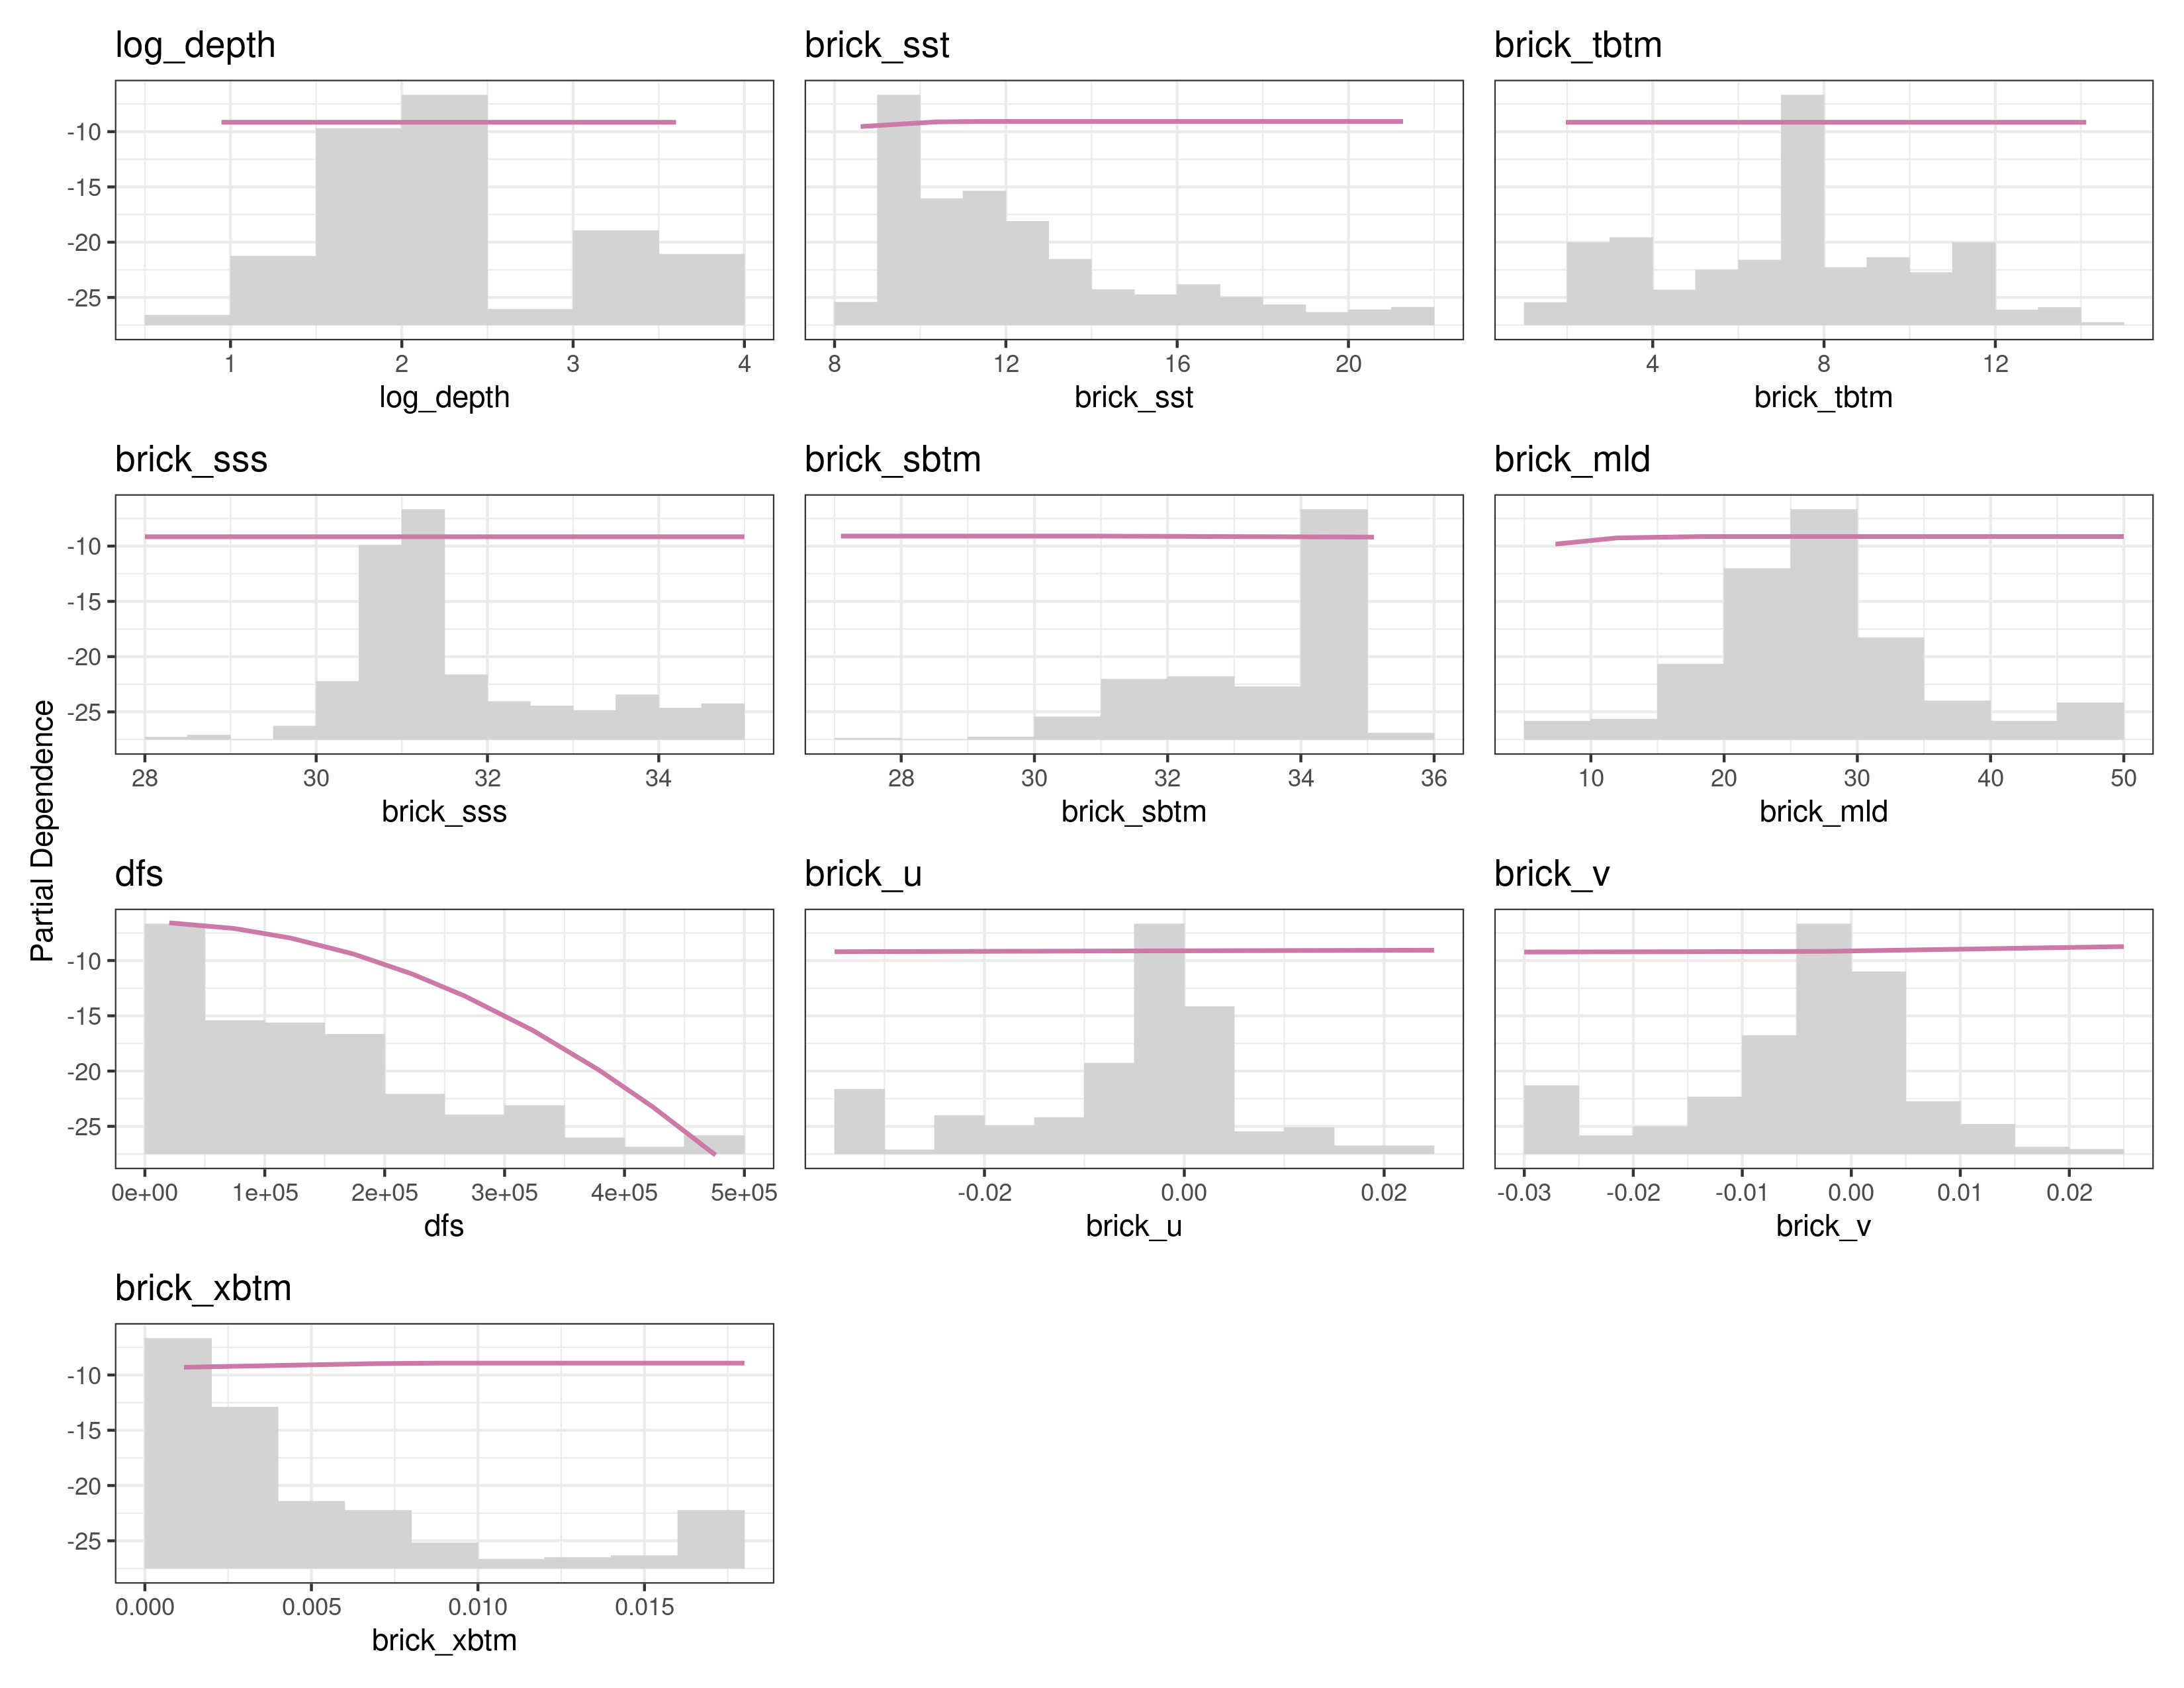 log_depth brick_sst brick_tbtm
-10
-15
-20
-25
1 2 3 4 8 12 16 20 4 8 12
log_depth brick_sst brick_tbtm
brick_sss brick_sbtm brick_mld
-10
-15
-20
-25
28 30 32 34 28 30 32 34 36 10 20 30 40 50
brick_sss brick_sbtm brick_mld
Partial Dependence
dfs brick_u brick_v
-10
-15
-20
-25
0e+00 1e+05 2e+05 3e+05 4e+05 5e+05 -0.02 0.00 0.02 -0.03 -0.02 -0.01 0.00 0.01 0.02
dfs brick_u brick_v
brick_xbtm
-10
-15
-20
-25
0.000 0.005 0.010 0.015
brick_xbtm